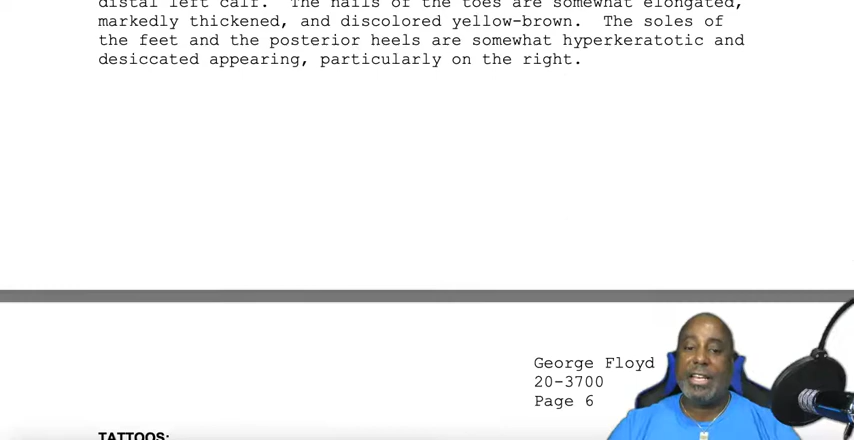 distal left calf. The nails of the toes are somewhat elongated,
markedly thickened, and discolored yellow-brown. The soles of
the feet and the posterior heels are somewhat hyperkeratotic and
desiccated appearing, particularly on the right.
George Floyd
20-3700
Page 6
TATTOOS: